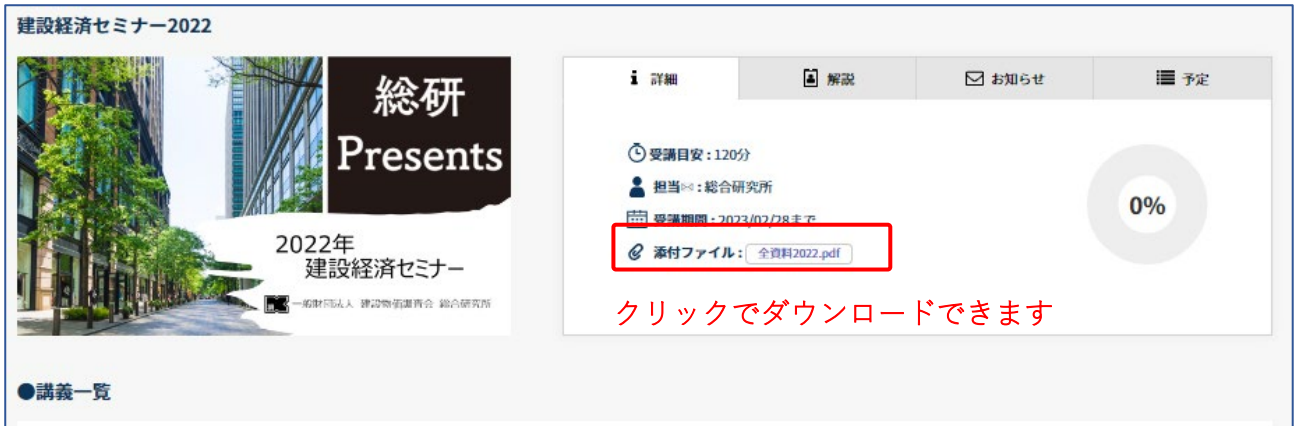 建設経済セミナー2022
総研
Presents
2022年
建設経済セミナー
一般財団法人 建設物価調査会 総合研究所
詳細
解説
お知らせ
予定
受講目安：120分
担当✉：総合研究所
受講期間：2023/02/28まで
添付ファイル： 全資料2022.pdf
0%
クリックでダウンロードできます
●講義一覧